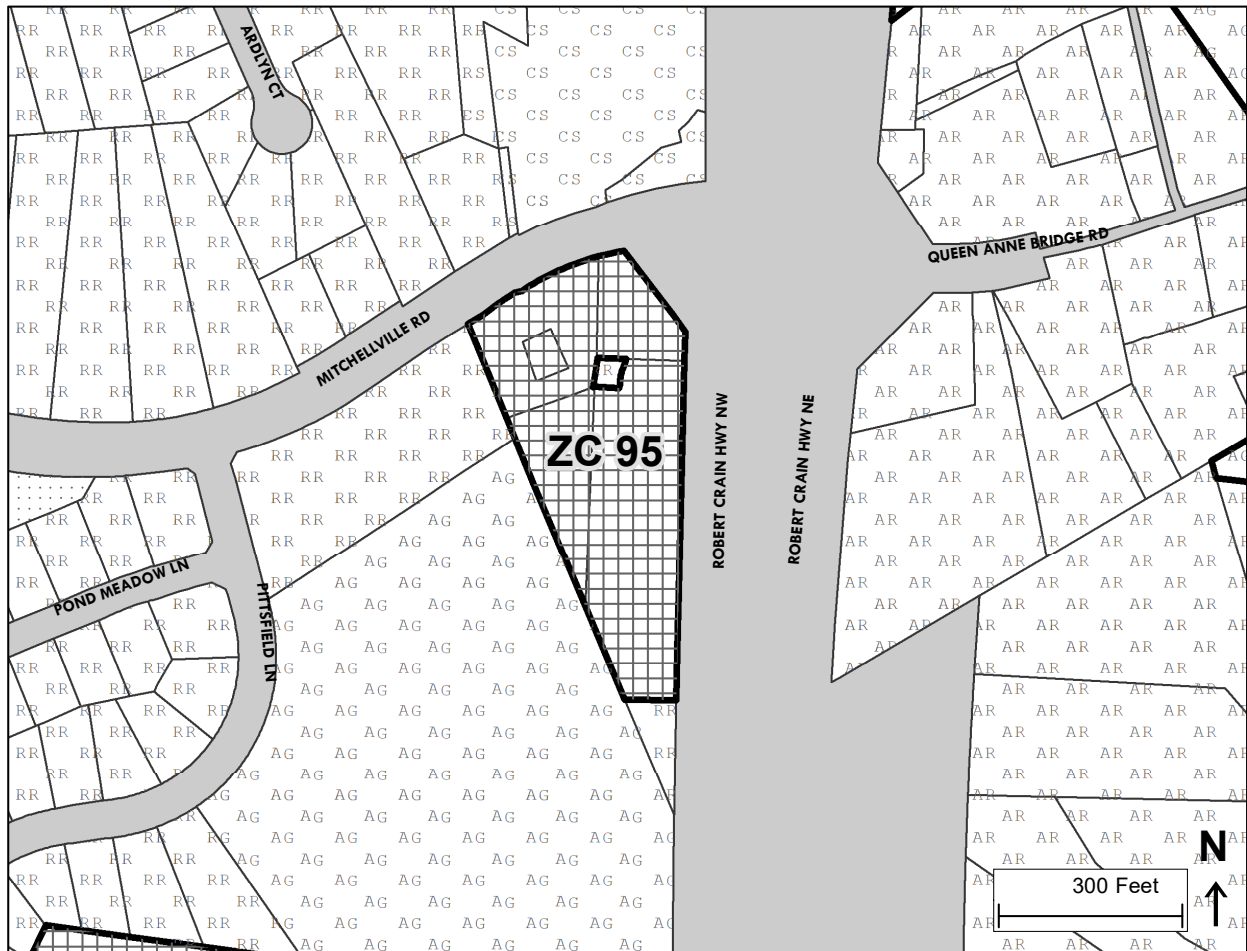 ARDLYN CT
RR
RS
CS
AR
AG
QUEEN ANNE BRIDGE RD
MITCHELLVILLE RD
ZC 95
ROBERT CRAIN HWY NW
ROBERT CRAIN HWY NE
POND MEADOW LN
PITTSFIELD LN
N
300 Feet